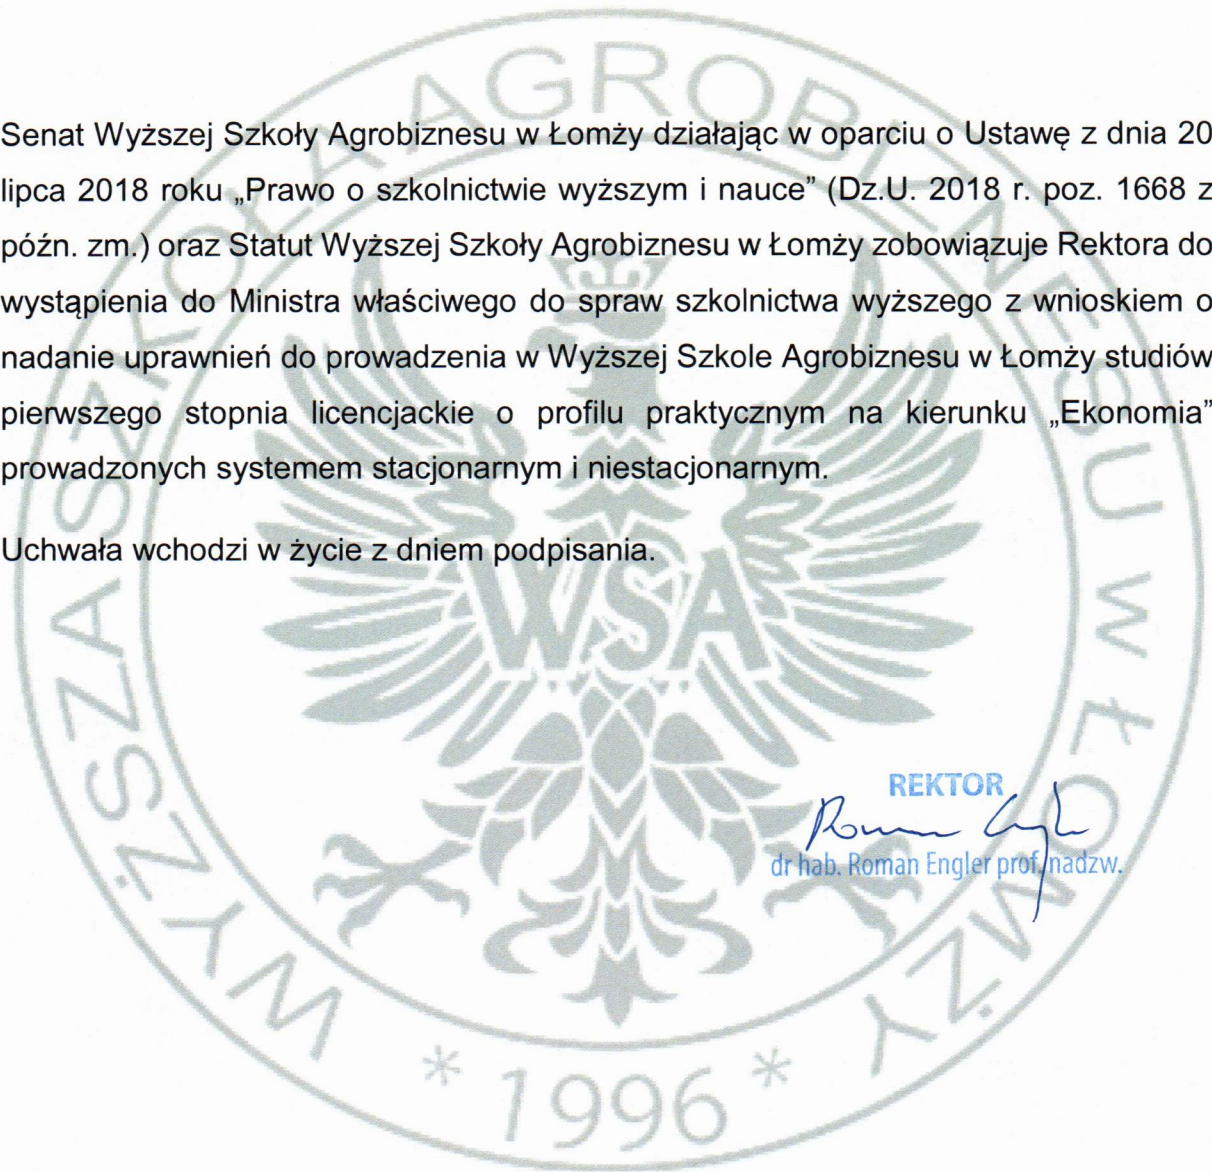 Senat Wyższej Szkoły Agrobiznesu w Łomży działając w oparciu o Ustawę z dnia 20
lipca 2018 roku „Prawo o szkolnictwie wyższym i nauce” (Dz.U. 2018 r. poz. 1668 z
późn. zm.) oraz Statut Wyższej Szkoły Agrobiznesu w Łomży zobowiązuje Rektora do
wystąpienia do Ministra właściwego do spraw szkolnictwa wyższego z wnioskiem o
nadanie uprawnień do prowadzenia w Wyższej Szkole Agrobiznesu w Łomży studiów
pierwszego stopnia licencjackie o profilu praktycznym na kierunku „Ekonomia”
prowadzonych systemem stacjonarnym i niestacjonarnym.
Uchwała wchodzi w życie z dniem podpisania.
REKTOR
dr hab. Roman Engler prof. nadzw.
WYŻSZA SZKOŁA AGROBIZNESU W ŁOMŻY
WSA
* 1996 *